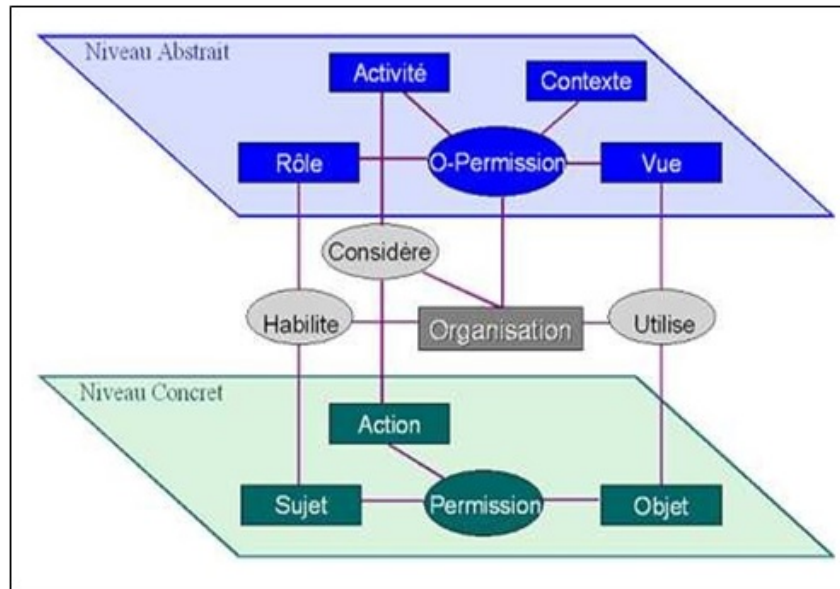 Niveau Abstrait
Activité
Contexte
Rôle
O-Permission
Vue
Considère
Habilite
Organisation
Utilise
Niveau Concret
Action
Sujet
Permission
Objet